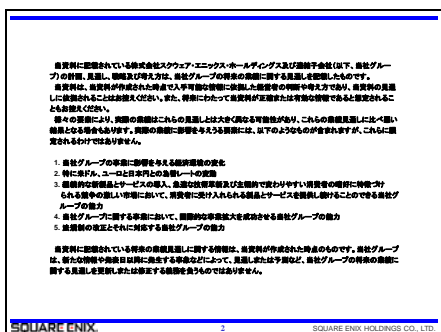 当資料に記載されている株式会社スクウェア・エニックス・ホールディングス及び連結子会社(以下、当社グルー
プ)の計画、見通し、戦略及び考え方は、当社グループの将来の業績に関する見通しを記載したものです。
当資料は、当資料が作成された時点で入手可能な情報に依拠した経営者の判断や考え方であり、当資料の見通
しに依拠されることはお控えください。また、将来にわたって当資料が正確または有効な情報であると想定されるこ
ともお控えください。
様々の要素により、実際の業績はこれらの見通しとは大きく異なる可能性があり、これらの業績見通しに比べ悪い
結果となる場合もあります。実際の業績に影響を与えうる要素には、以下のようなものが含まれますが、これらに限
定されるわけではありません。
1. 当社グループの事業に影響を与える経済環境の変化
2. 特に米ドル、ユーロと日本円との為替レートの変動
3. 継続的な新製品とサービスの導入、急速な技術革新及び主観的で変わりやすい消費者の嗜好に特徴づけ
られる競争の激しい市場において、消費者に受け入れられる製品とサービスを提供し続けることのできる当社グ
ループの能力
4. 当社グループに関する事業において、国際的な事業拡大を成功させる当社グループの能力
5. 法規制の改正とそれに対応する当社グループの能力
当資料に記載されている将来の業績見通しに関する情報は、当資料が作成された時点のものです。当社グループ
は、新たな情報や発表日以降に発生する事象などによって、見通しまたは予測など、当社グループの将来の業績に
関する見通しを更新しまたは修正する義務を負うものではありません。
SQUARE ENIX.
2
SQUARE ENIX HOLDINGS CO., LTD.